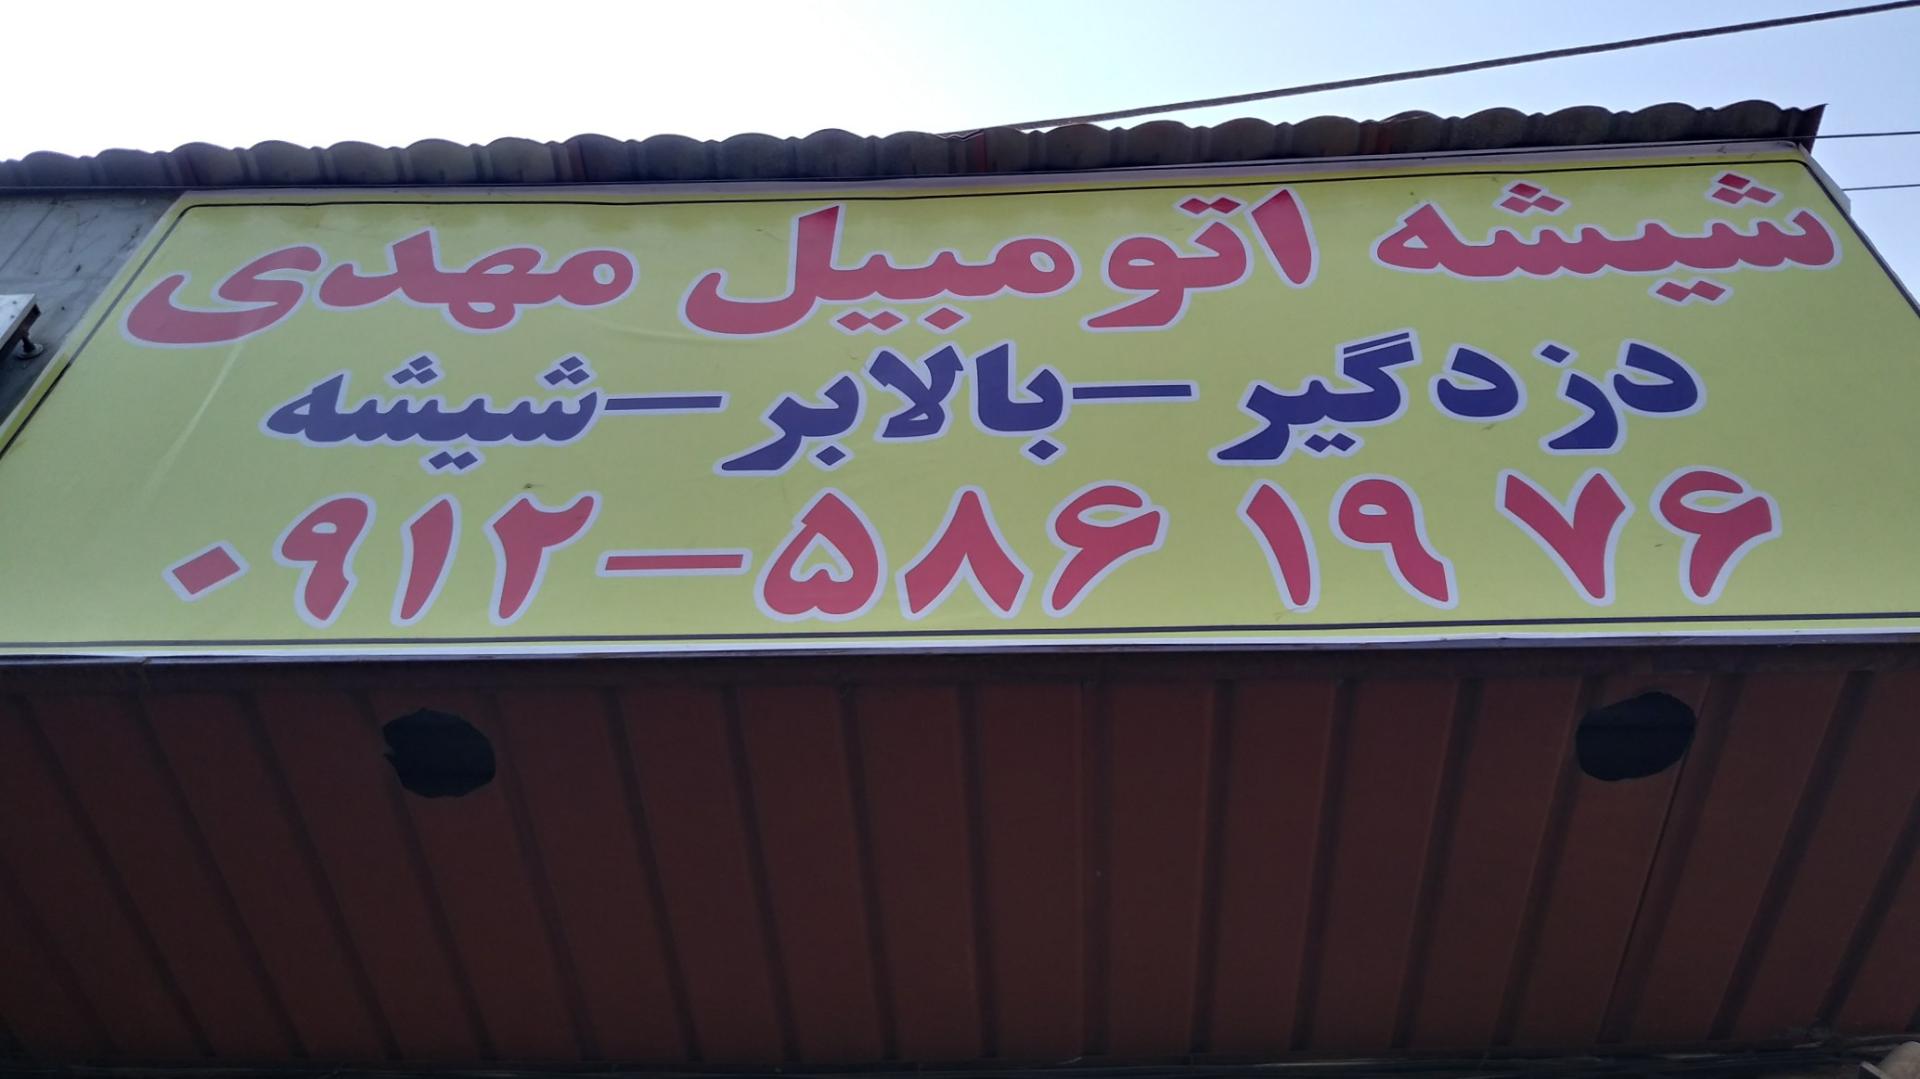 شیشه اتومبیل مهدی
دزدگیر-بالابر-شیشه
۰۹۱۲-۵۸۶ ۱۹ ۷۶